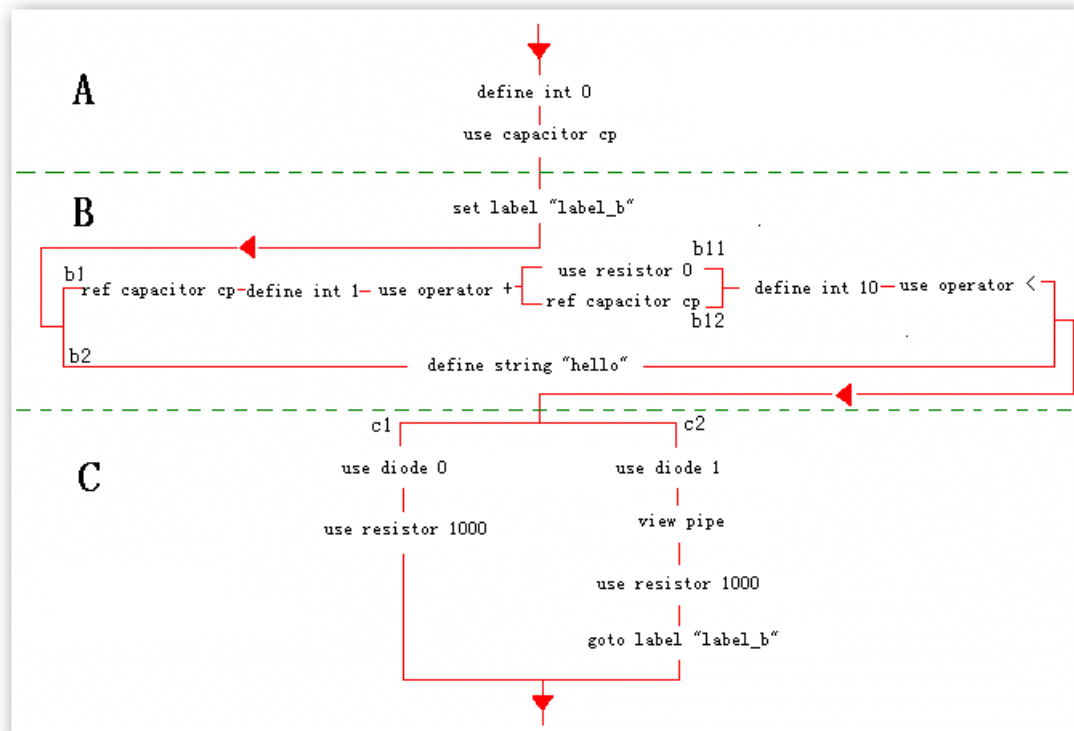 A
define int 0
use capacitor cp
B
set label "label_b"
b11
b1
use resistor 0
ref capacitor cp
define int 1
use operator +
ref capacitor cp
define int 10
use operator <
b12
b2
define string "hello"
c1
c2
C
use diode 0
use diode 1
use resistor 1000
view pipe
use resistor 1000
goto label "label_b"